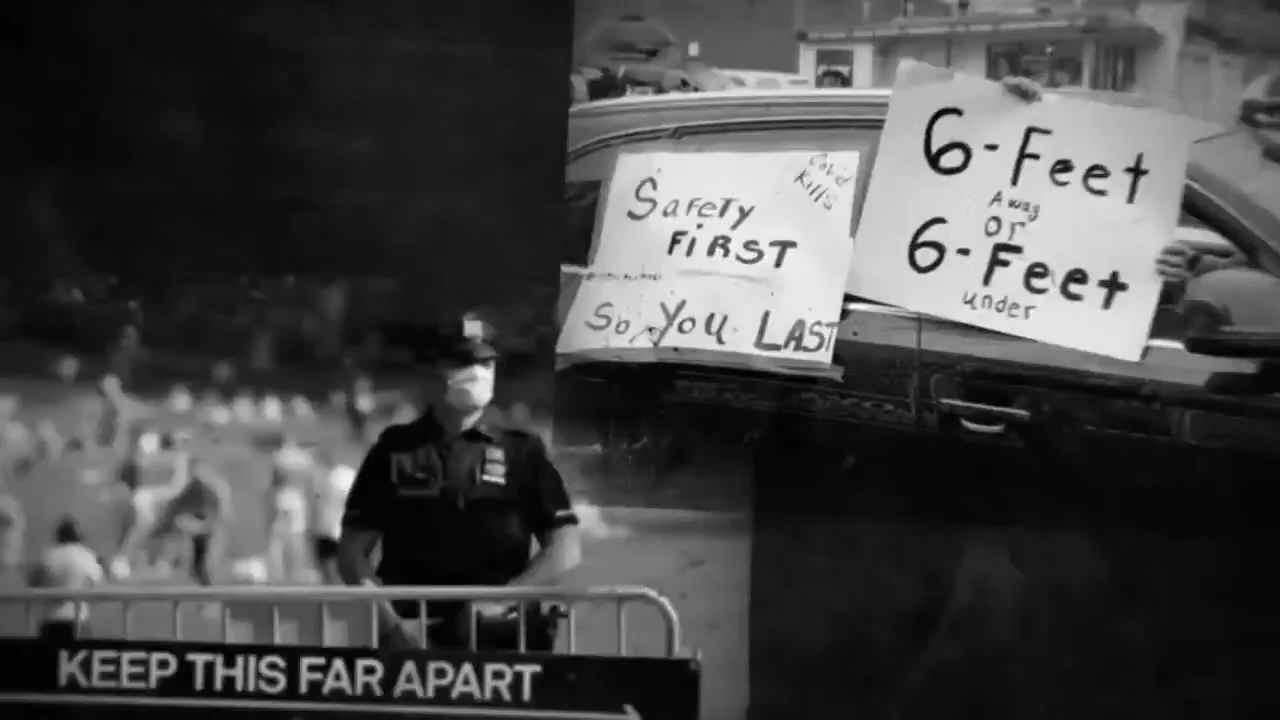 Covid
Kills
Safety
FIRST
So You LAST
6-Feet
Away
or
6-Feet
under
KEEP THIS FAR APART